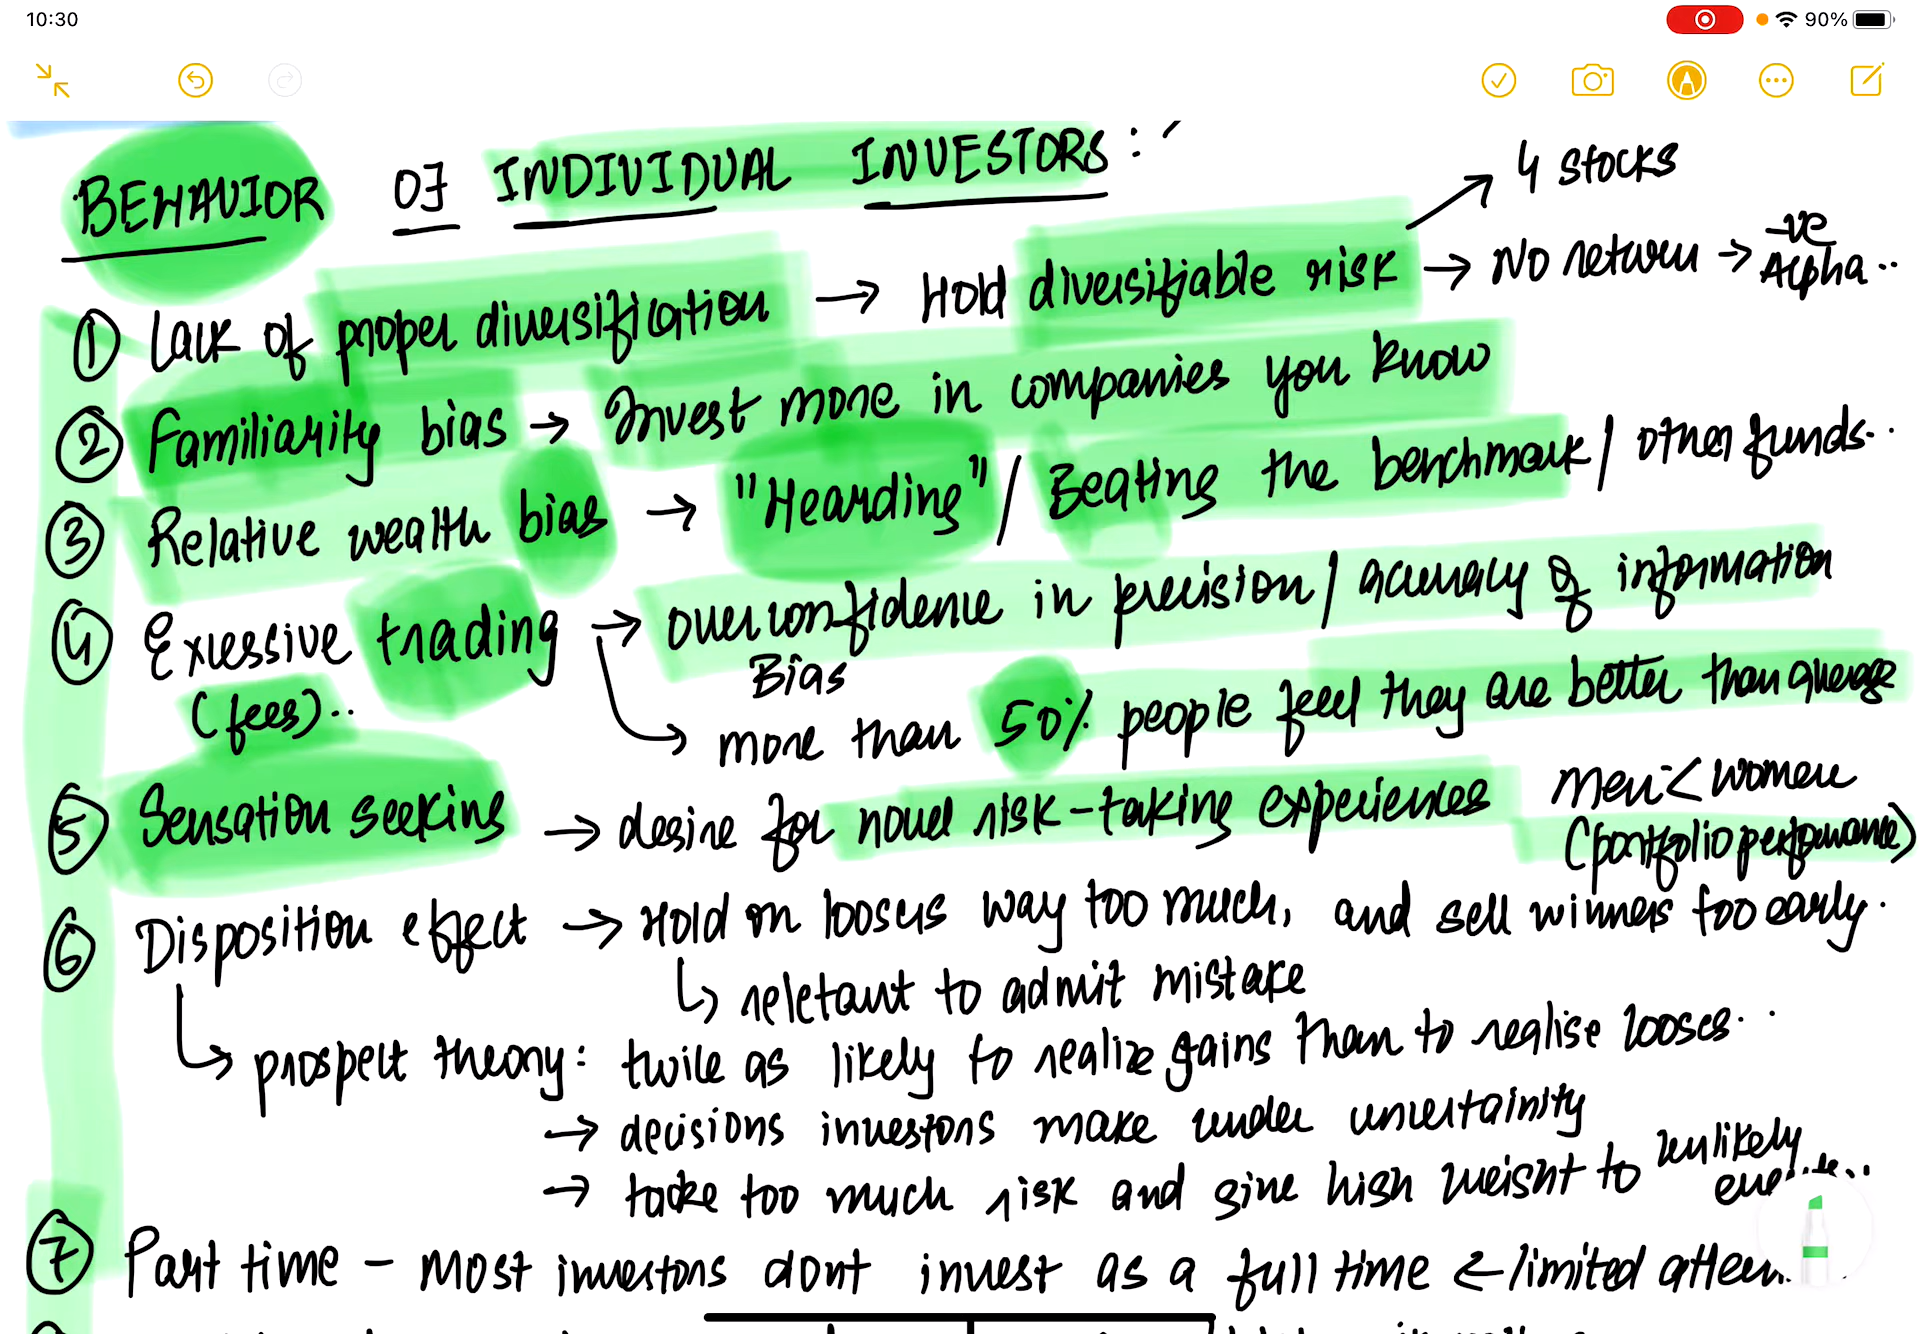 10:30
90%
BEHAVIOR OF INDIVIDUAL INVESTORS :
4 stocks
① Lack of proper diversification → Hold diversifiable risk → No return → -ve Alpha..
② Familiarity bias → Invest more in companies you know
③ Relative wealth bias → "Hearding" / Beating the benchmark / other funds..
④ Excessive trading → overconfidence in precision / accuracy of information
(fees).. Bias
→ more than 50% people feel they are better than average
⑤ Sensation seeking → desire for novel risk-taking experiences Men < women
(portfolio performance)
⑥ Disposition effect → Hold on loosers way too much, and sell winners too early.
↳ reletant to admit mistake
↳ prospect theory: twice as likely to realize gains than to realise looses..
→ decisions investors make under uncertainity
→ take too much risk and give high weight to unlikely
⑦ Part time - most investors dont invest as a full time ← limited